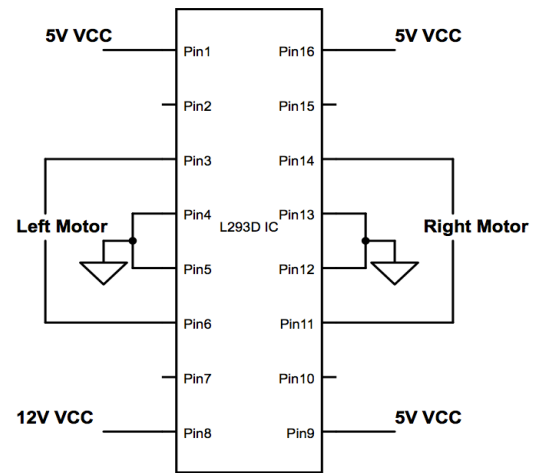 5V VCC
5V VCC
Pin1
Pin16
Pin2
Pin15
Pin3
Pin14
Pin4
Pin13
Left Motor
L293D IC
Right Motor
Pin5
Pin12
Pin6
Pin11
Pin7
Pin10
12V VCC
5V VCC
Pin8
Pin9